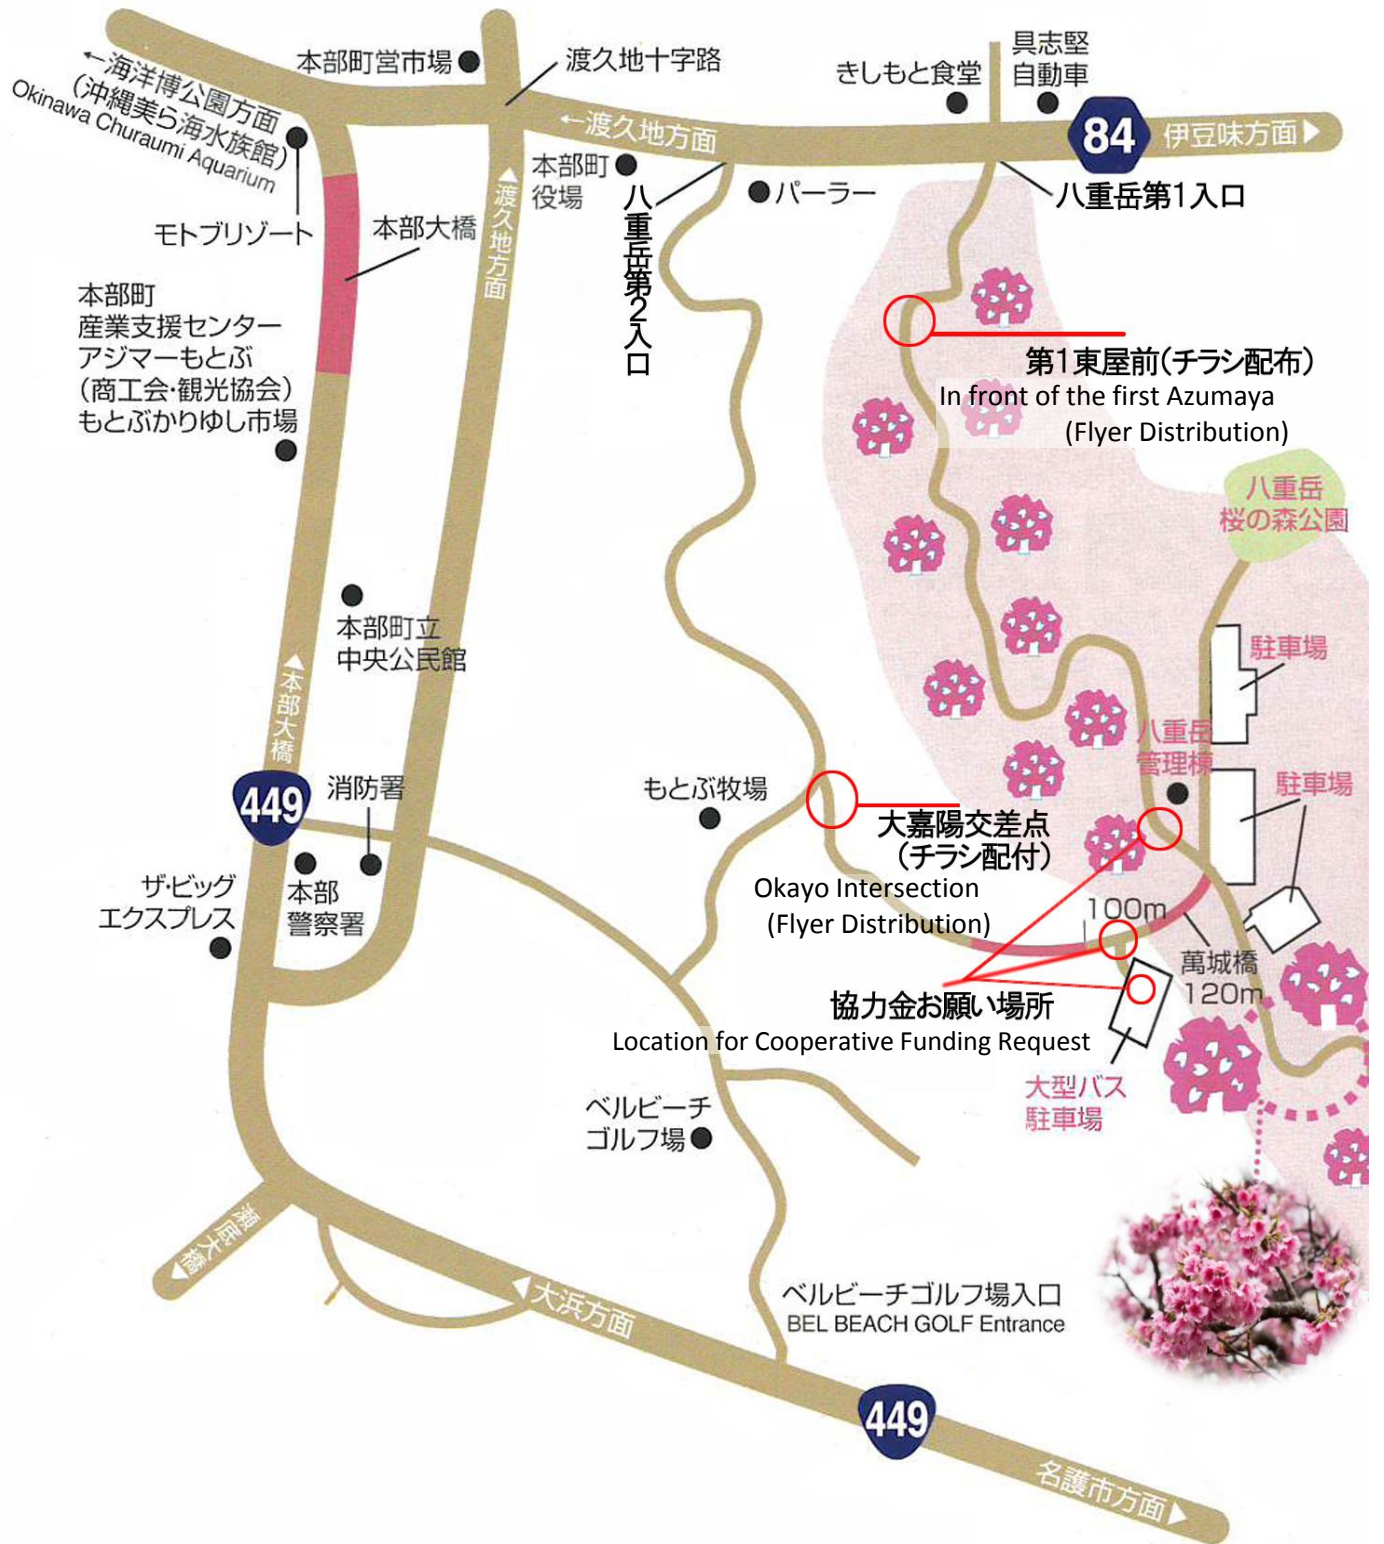 ←海洋博公園方面
(沖縄美ら海水族館)
Okinawa Churaumi Aquarium
本部町営市場
渡久地十字路
きしもと食堂
具志堅
自動車
←渡久地方面
84
伊豆味方面▶
本部町
役場
八重岳第2入口
パーラー
八重岳第1入口
モトブリゾート
本部大橋
▲渡久地方面
本部町
産業支援センター
アジマーもとぶ
(商工会・観光協会)
もとぶかりゆし市場
第1東屋前(チラシ配布)
In front of the first Azumaya
(Flyer Distribution)
八重岳
桜の森公園
本部町立
中央公民館
駐車場
▲本部大橋
八重岳
管理棟
449
消防署
もとぶ牧場
駐車場
大嘉陽交差点
(チラシ配付)
Okayo Intersection
(Flyer Distribution)
ザ・ビッグ
エクスプレス
本部
警察署
100m
萬城橋
120m
協力金お願い場所
Location for Cooperative Funding Request
大型バス
駐車場
ベルビーチ
ゴルフ場
瀬底大橋▼
◀大浜方面
ベルビーチゴルフ場入口
BEL BEACH GOLF Entrance
449
名護市方面▶